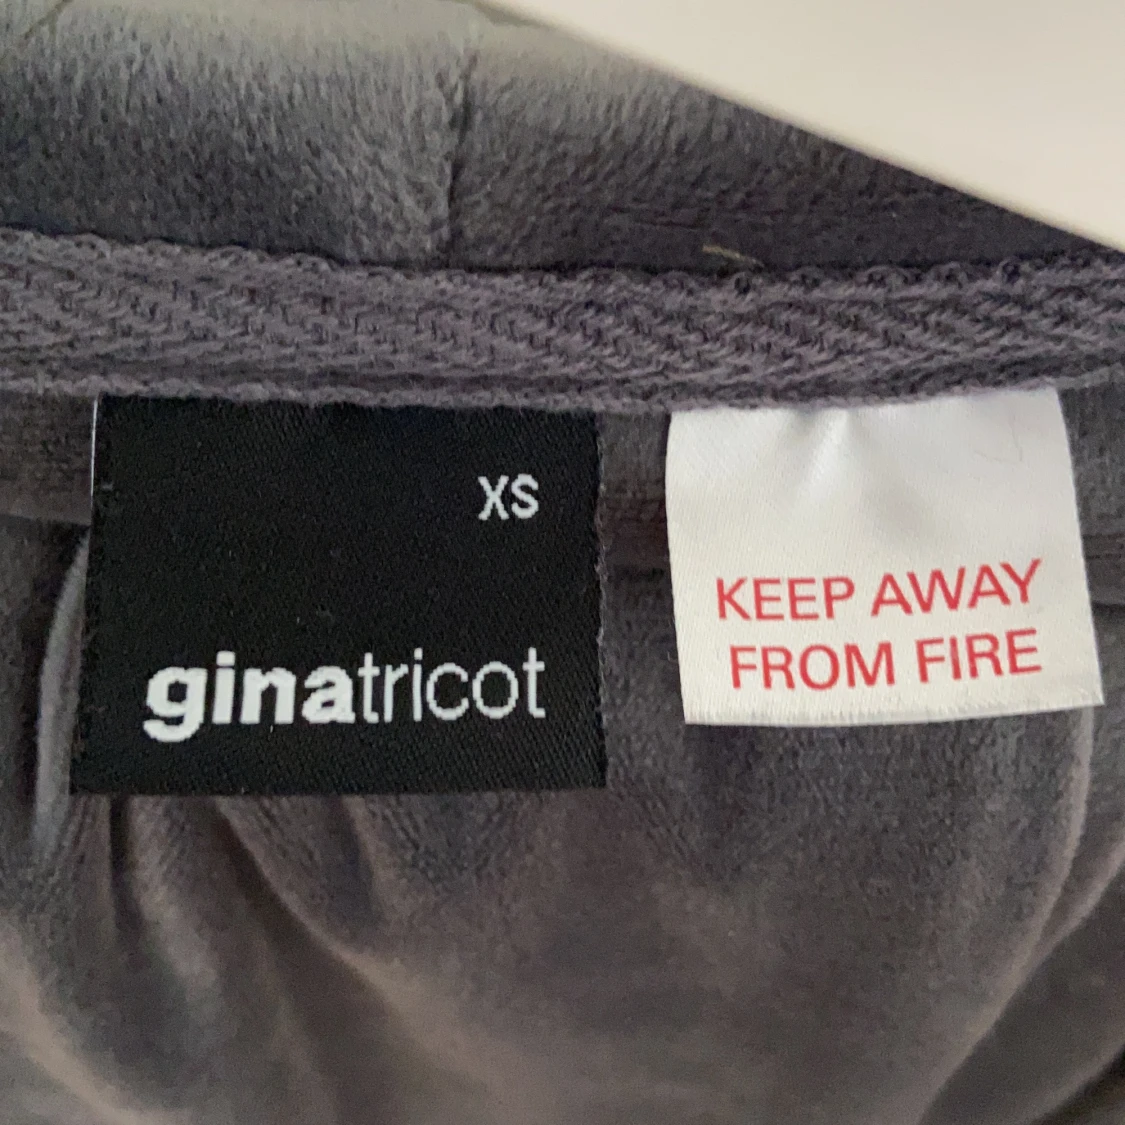 XS
ginatricot
KEEP AWAY
FROM FIRE